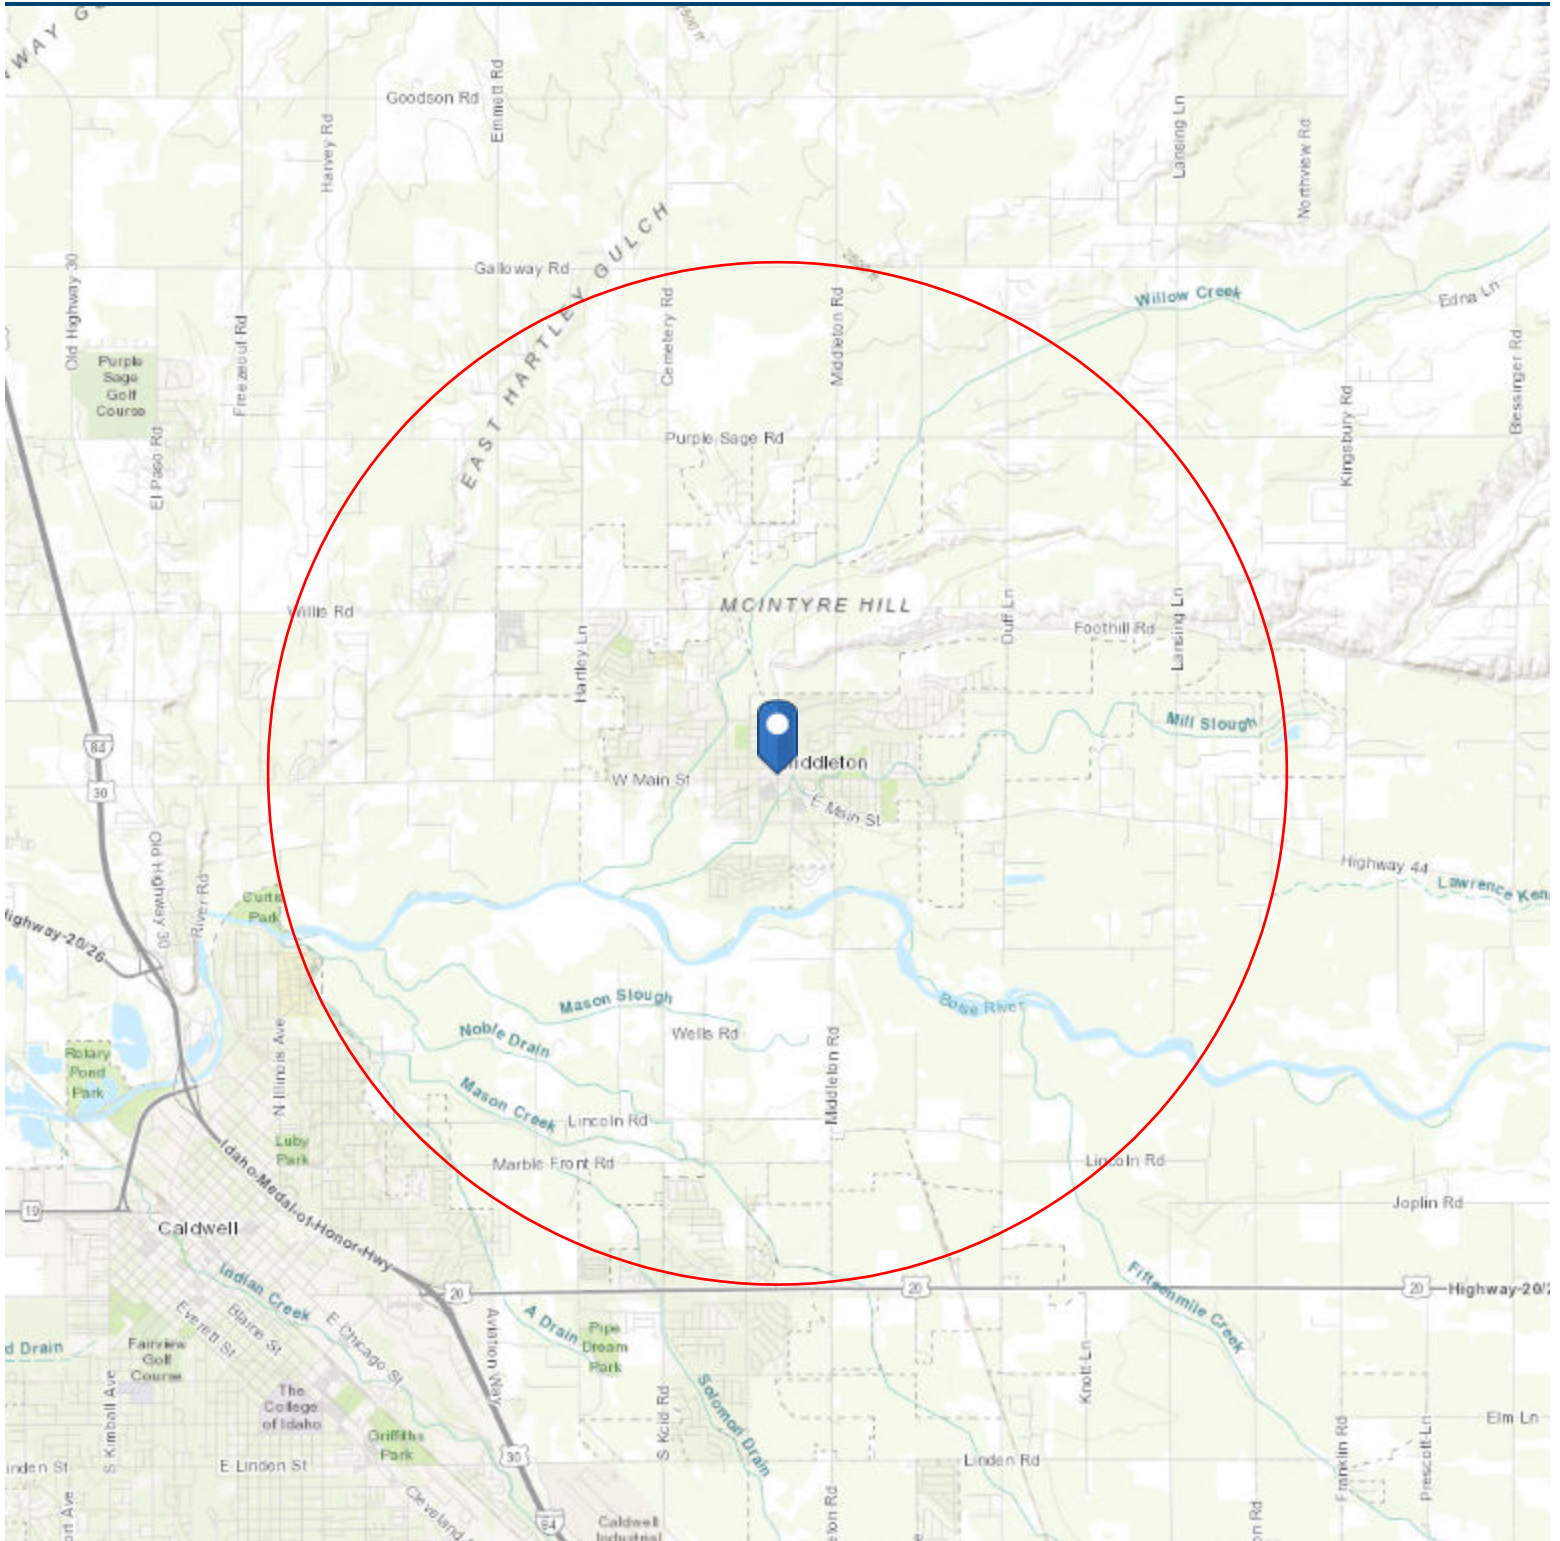 Goodson Rd
Emmett Rd
Harvey Rd
Lansing Ln
Northview Rd
EAST HARTLEY GULCH
Galloway Rd
2500 ft
Willow Creek
Edna Ln
Old Highway 30
Freezeout Rd
Cemetery Rd
Middleton Rd
Blessinger Rd
Purple
Sage
Golf
Course
El Paso Rd
Purple Sage Rd
Kingsbury Rd
MCINTYRE HILL
Willis Rd
Hartley Ln
Duff Ln
Foothill Rd
Lansing Ln
Mill Slough
84
30
W Main St
E Main St
Old Highway 30
River Rd
Highway 44
Curtis
Park
Mason Slough
Noble Drain
Wells Rd
Boise River
Middleton Rd
Rotary
Pond
Park
N Illinois Ave
Mason Creek
Lincoln Rd
Marble Front Rd
Lincoln Rd
Luby
Park
Idaho-Medal-of-Honor-Hwy
19
Caldwell
Joplin Rd
Indian Creek
20
20
20
Highway-20/2
Fifteenmile Creek
Everett St
Blaine St
E Chicago St
Aviation Way
A Drain
Pipe
Dream
Park
d Drain
Fairview
Golf
Course
S Kimball Ave
The
College
of Idaho
Griffiths
Park
S Kcid Rd
Solomon Drain
Knott Ln
Elm Ln
Franklin Rd
Prescott Ln
E Linden St
30
Linden Rd
Cleveland
84
Caldwell
Industrial